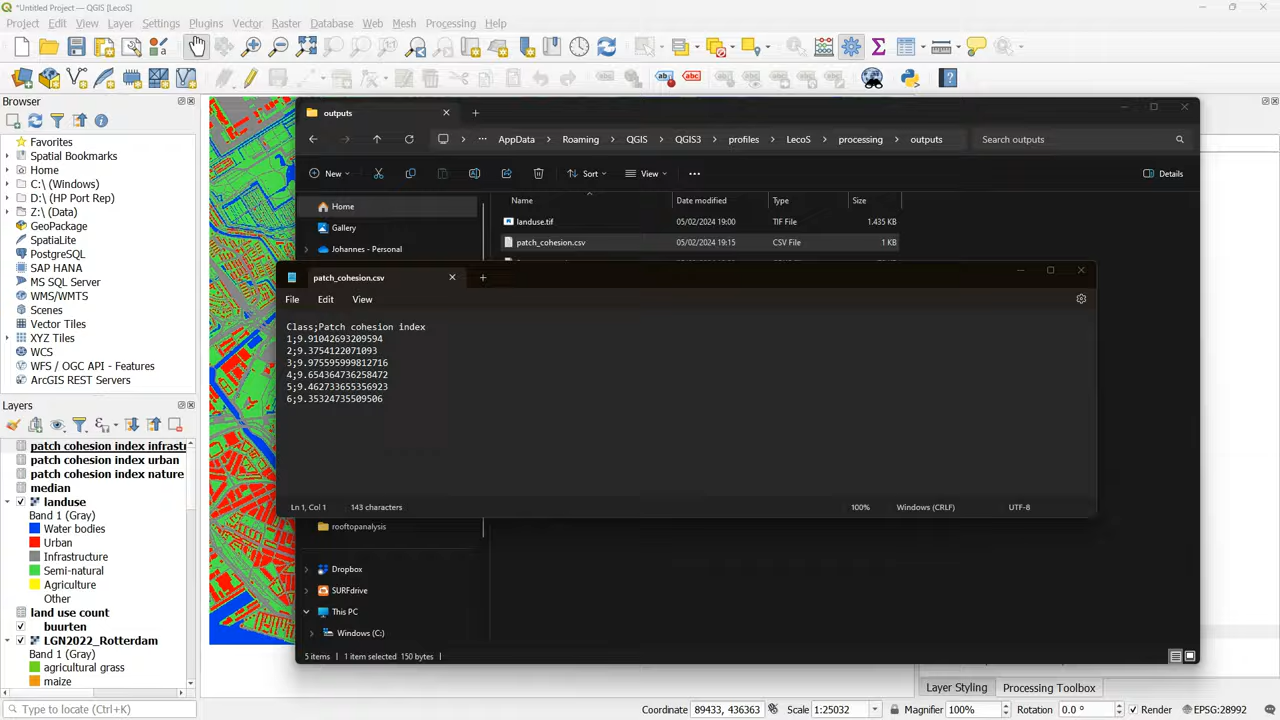 *Untitled Project — QGIS [LecoS]
Project Edit View Layer Settings Plugins Vector Raster Database Web Mesh Processing Help
Browser
Favorites
Spatial Bookmarks
Home
C:\ (Windows)
D:\ (HP Port Rep)
Z:\ (Data)
GeoPackage
SpatiaLite
PostgreSQL
SAP HANA
MS SQL Server
WMS/WMTS
Scenes
Vector Tiles
XYZ Tiles
WCS
WFS / OGC API - Features
ArcGIS REST Servers
Layers
patch cohesion index infrastr
patch cohesion index urban
patch cohesion index nature
median
landuse
Band 1 (Gray)
Water bodies
Urban
Infrastructure
Semi-natural
Agriculture
Other
land use count
buurten
LGN2022_Rotterdam
Band 1 (Gray)
agricultural grass
maize
outputs
AppData Roaming QGIS QGIS3 profiles LecoS processing outputs
Search outputs
New Sort View Details
Name Date modified Type Size
landuse.tif 05/02/2024 19:00 TIF File 1.435 KB
patch_cohesion.csv 05/02/2024 19:15 CSV File 1 KB
Home
Gallery
Johannes - Personal
patch_cohesion.csv
File Edit View
Class;Patch cohesion index
1;9.91042693209594
2;9.3754122071093
3;9.975595999812716
4;9.654364736258472
5;9.462733655356923
6;9.35324735509506
Ln 1, Col 1 143 characters 100% Windows (CRLF) UTF-8
rooftopanalysis
Dropbox
SURFdrive
This PC
Windows (C:)
5 items 1 item selected 150 bytes
Layer Styling Processing Toolbox
Type to locate (Ctrl+K) Coordinate 89433, 436363 Scale 1:25032 Magnifier 100% Rotation 0.0 ° Render EPSG:28992